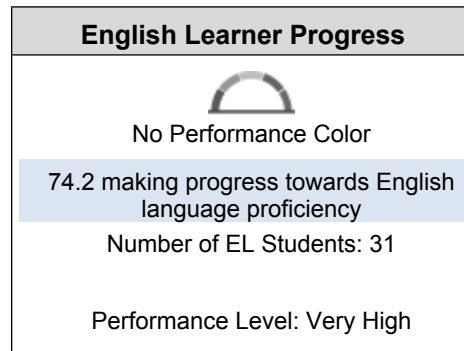 English Learner Progress
No Performance Color
74.2 making progress towards English
language proficiency
Number of EL Students: 31
Performance Level: Very High